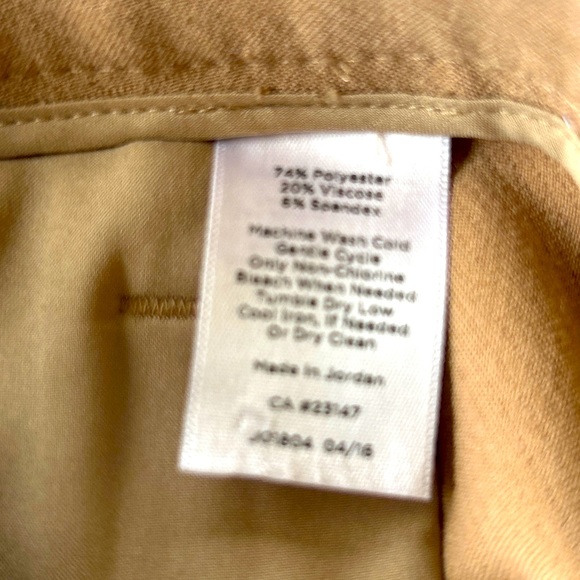 74% Polyester
20% Viscose
6% Spandex
Machine Wash Cold
Gentle Cycle
Only Non-Chlorine
Bleach When Needed
Tumble Dry Low
Cool Iron, If Needed
Or Dry Clean
Made in Jordan
CA #23147
J01804 04/16